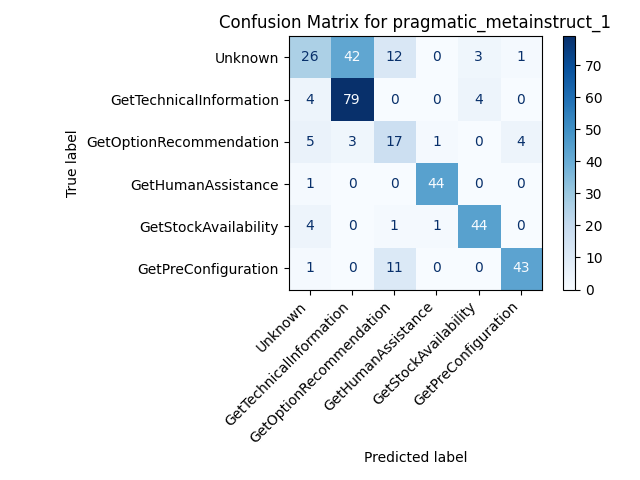 Confusion Matrix for pragmatic_metainstruct_1
True label
Unknown 26 42 12 0 3 1
GetTechnicalInformation 4 79 0 0 4 0
GetOptionRecommendation 5 3 17 1 0 4
GetHumanAssistance 1 0 0 44 0 0
GetStockAvailability 4 0 1 1 44 0
GetPreConfiguration 1 0 11 0 0 43
70
60
50
40
30
20
10
0
Unknown
GetTechnicalInformation
GetOptionRecommendation
GetHumanAssistance
GetStockAvailability
GetPreConfiguration
Predicted label